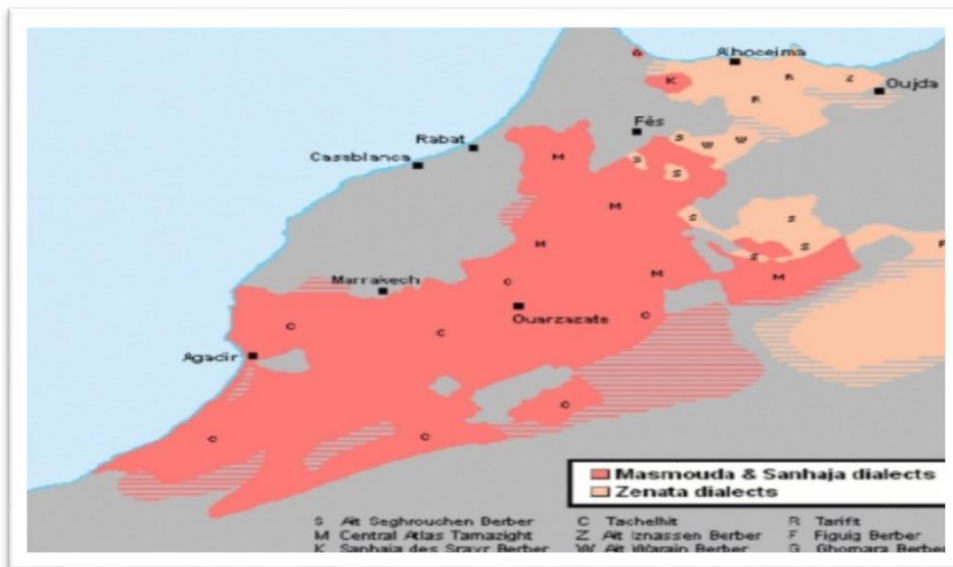 G
Alhoceima
K
R
Z
Oujda
R
Fès
S
W
W
Rabat
Casablanca
M
S
S
M
S
S
M
S
S
F
Marrakech
C
M
M
Ouarzazate
C
C
C
Agadir
C
C
C
Masmouda & Sanhaja dialects
Zenata dialects
S Aït Seghrouchen Berber
C Tachelhit
R Tarifit
M Central Atlas Tamazight
Z Aït Iznassen Berber
F Figuig Berber
K Sanhaja des Srayr Berber
W Aït Warain Berber
G Ghomara Berber